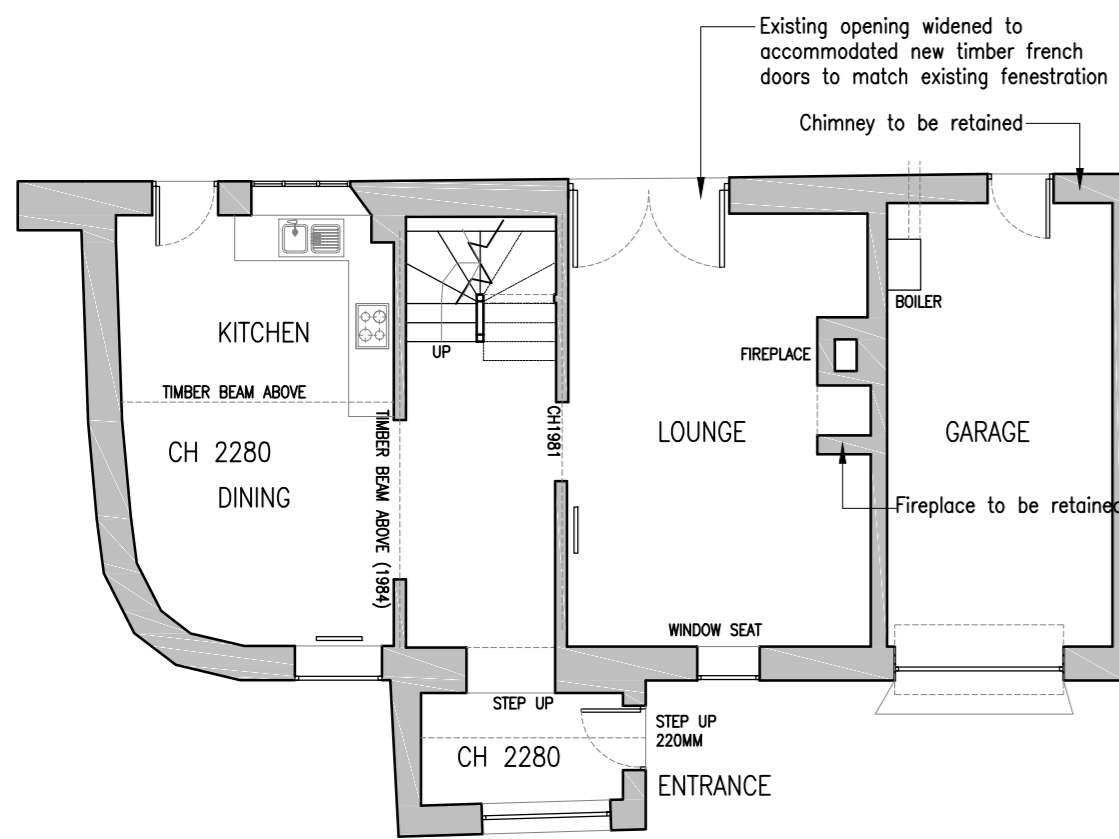 Existing opening widened to
accommodated new timber french
doors to match existing fenestration
Chimney to be retained
BOILER
KITCHEN
UP
FIREPLACE
TIMBER BEAM ABOVE
TIMBER BEAM ABOVE (1984)
CH1981
LOUNGE
GARAGE
CH 2280
DINING
Fireplace to be retained
WINDOW SEAT
STEP UP
STEP UP
220MM
CH 2280
ENTRANCE